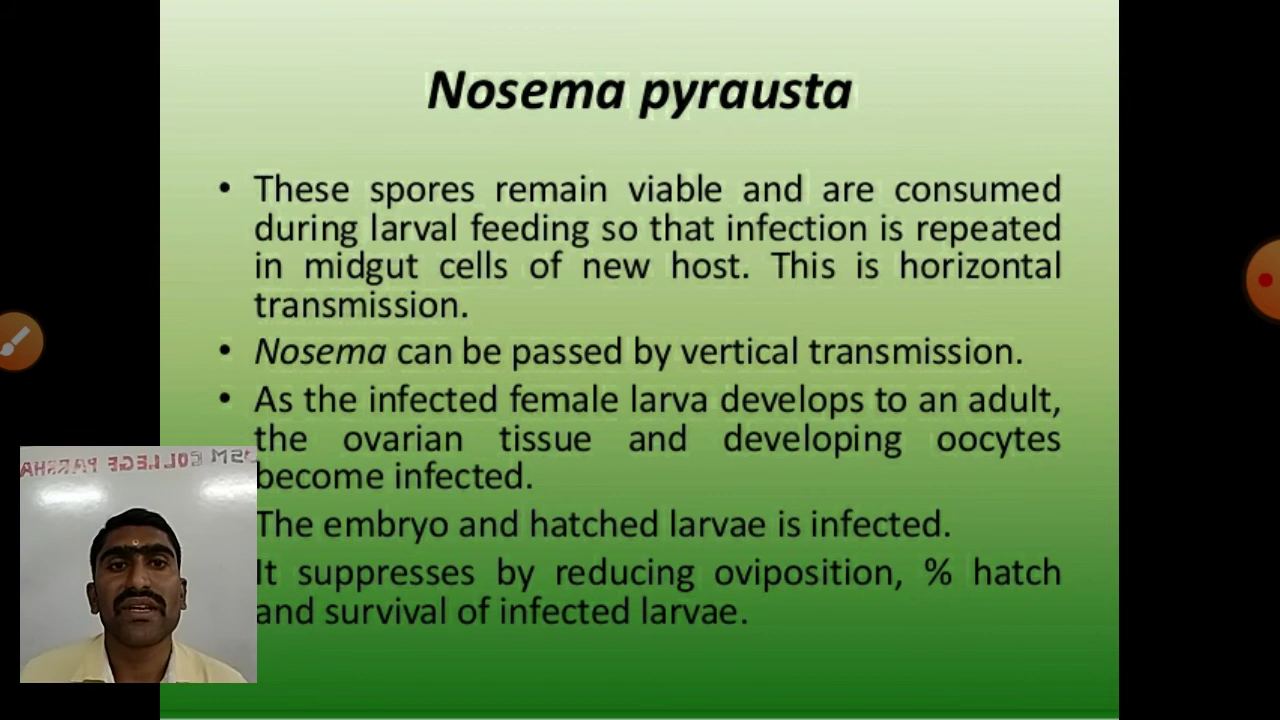 Nosema pyrausta
• These spores remain viable and are consumed
during larval feeding so that infection is repeated
in midgut cells of new host. This is horizontal
transmission.
• Nosema can be passed by vertical transmission.
• As the infected female larva develops to an adult,
the ovarian tissue and developing oocytes
become infected.
The embryo and hatched larvae is infected.
It suppresses by reducing oviposition, % hatch
and survival of infected larvae.
SM COLLEGE PARSHA